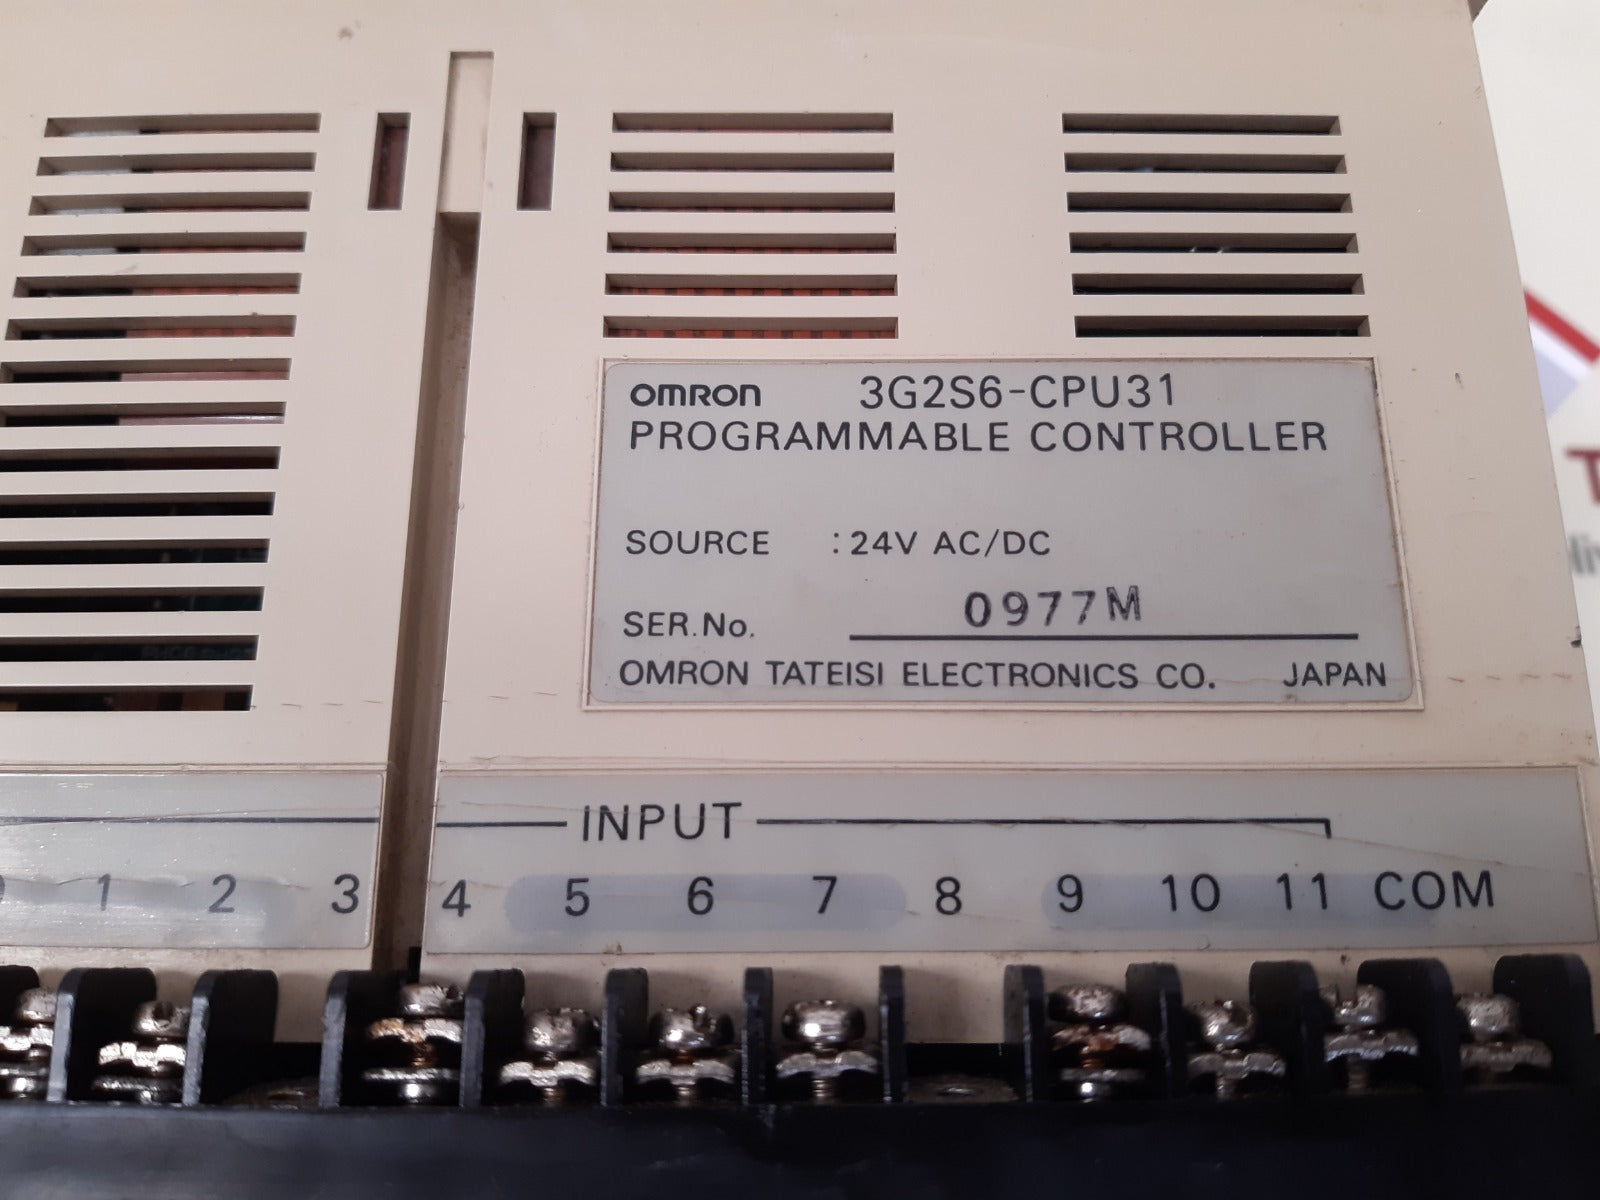 OMRON 3G2S6-CPU31
PROGRAMMABLE CONTROLLER
SOURCE : 24V AC/DC
SER.No. 0977M
OMRON TATEISI ELECTRONICS CO. JAPAN
INPUT
1 2 3 4 5 6 7 8 9 10 11 COM